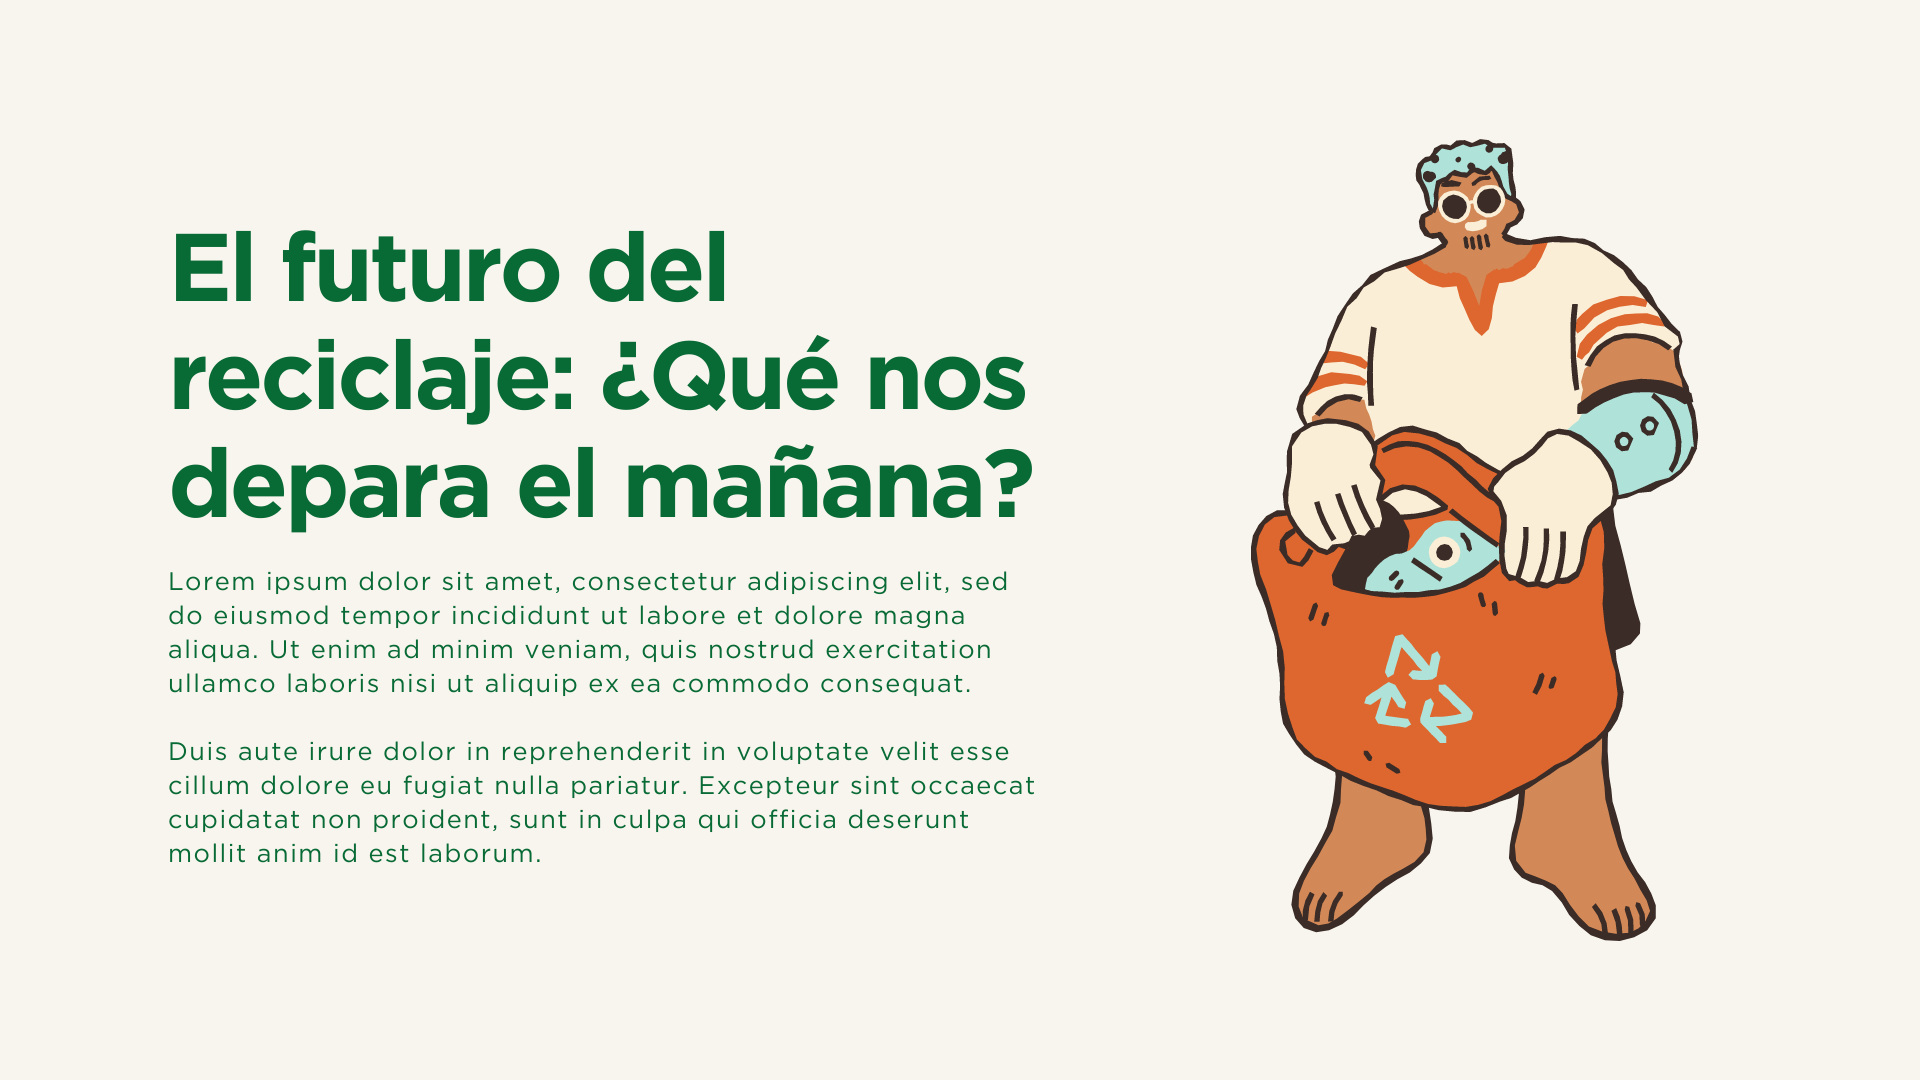 El futuro del
reciclaje: ¿Qué nos
depara el mañana?
Lorem ipsum dolor sit amet, consectetur adipiscing elit, sed
do eiusmod tempor incididunt ut labore et dolore magna
aliqua. Ut enim ad minim veniam, quis nostrud exercitation
ullamco laboris nisi ut aliquip ex ea commodo consequat.
Duis aute irure dolor in reprehenderit in voluptate velit esse
cillum dolore eu fugiat nulla pariatur. Excepteur sint occaecat
cupidatat non proident, sunt in culpa qui officia deserunt
mollit anim id est laborum.